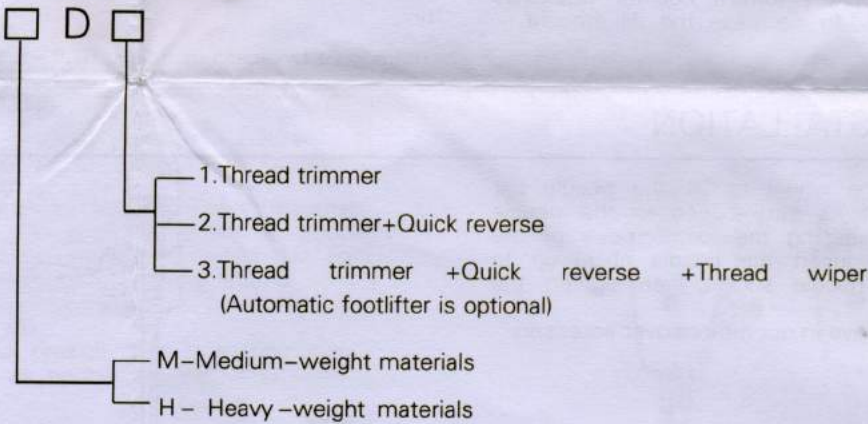 □ D □
1.Thread trimmer
2.Thread trimmer+Quick reverse
3.Thread trimmer +Quick reverse +Thread wiper
(Automatic footlifter is optional)
M-Medium-weight materials
H- Heavy-weight materials